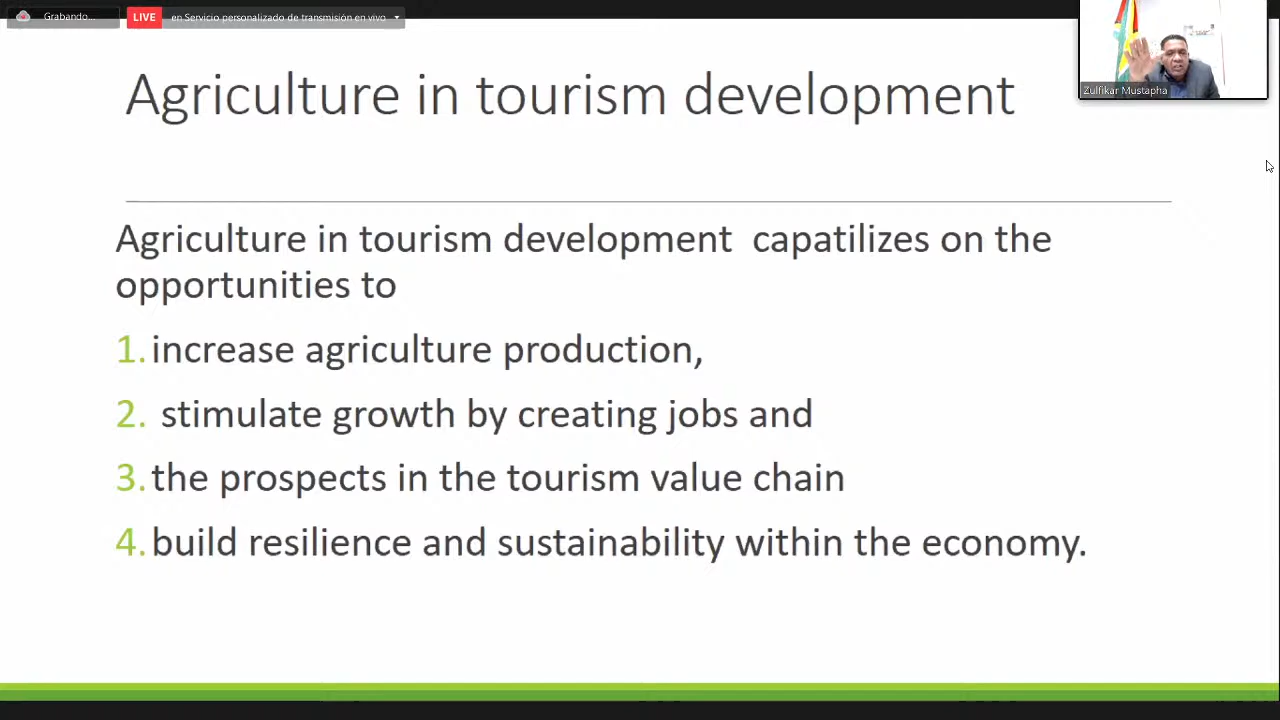 Grabando...
LIVE en Servicio personalizado de transmisión en vivo
Zulfikar Mustapha
Agriculture in tourism development
Agriculture in tourism development capatilizes on the
opportunities to
1. increase agriculture production,
2. stimulate growth by creating jobs and
3. the prospects in the tourism value chain
4. build resilience and sustainability within the economy.